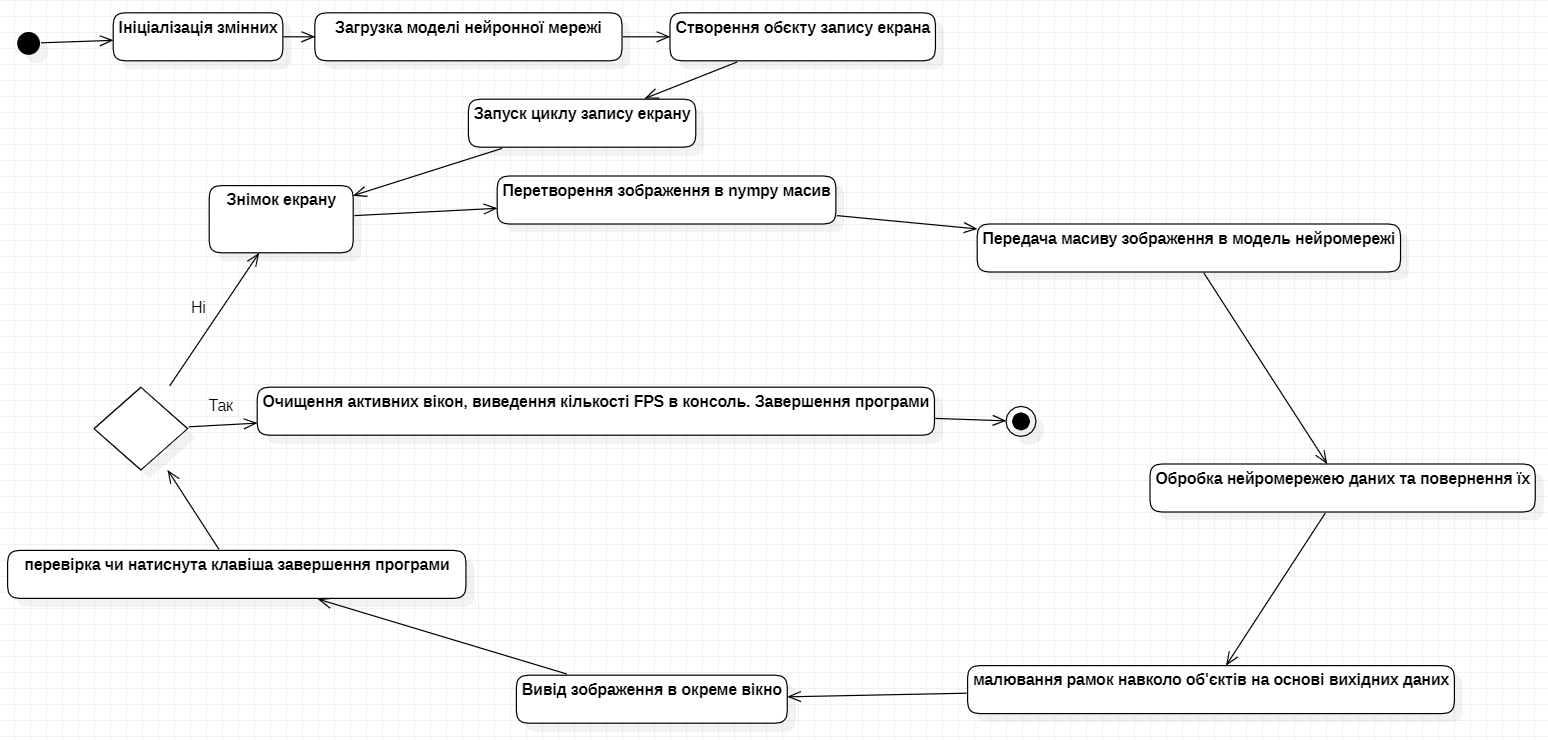 Ініціалізація змінних
Загрузка моделі нейронної мережі
Створення обєкту запису екрана
Запуск циклу запису екрану
Знімок екрану
Перетворення зображення в nympy масив
Передача масиву зображення в модель нейромережі
Ні
Так
Очищення активних вікон, виведення кількості FPS в консоль. Завершення програми
Обробка нейромережею даних та повернення їх
перевірка чи натиснута клавіша завершення програми
Вивід зображення в окреме вікно
малювання рамок навколо об'єктів на основі вихідних даних